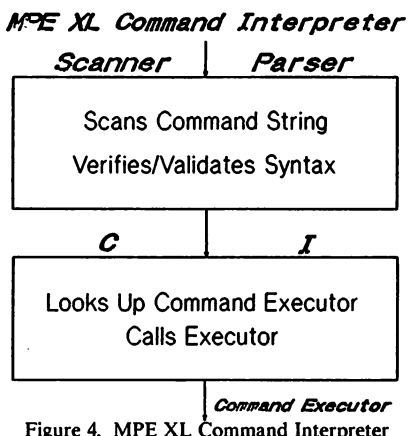 MPE XL Command Interpreter
Scanner Parser
Scans Command String
Verifies/Validates Syntax
C I
Looks Up Command Executor
Calls Executor
Command Executor
Figure 4. MPE XL Command Interpreter